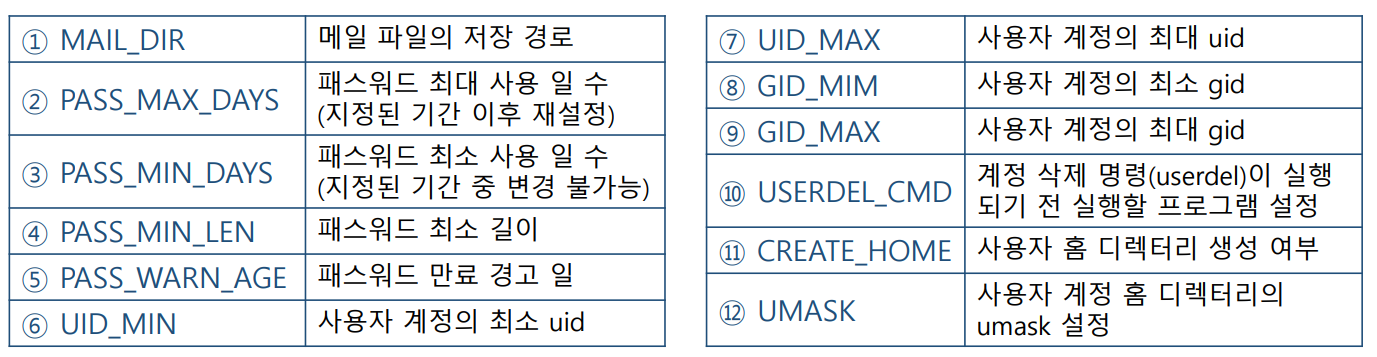 ① MAIL_DIR 메일 파일의 저장 경로
② PASS_MAX_DAYS 패스워드 최대 사용 일 수
(지정된 기간 이후 재설정)
③ PASS_MIN_DAYS 패스워드 최소 사용 일 수
(지정된 기간 중 변경 불가능)
④ PASS_MIN_LEN 패스워드 최소 길이
⑤ PASS_WARN_AGE 패스워드 만료 경고 일
⑥ UID_MIN 사용자 계정의 최소 uid
⑦ UID_MAX 사용자 계정의 최대 uid
⑧ GID_MIM 사용자 계정의 최소 gid
⑨ GID_MAX 사용자 계정의 최대 gid
⑩ USERDEL_CMD 계정 삭제 명령(userdel)이 실행
되기 전 실행할 프로그램 설정
⑪ CREATE_HOME 사용자 홈 디렉터리 생성 여부
⑫ UMASK 사용자 계정 홈 디렉터리의
umask 설정